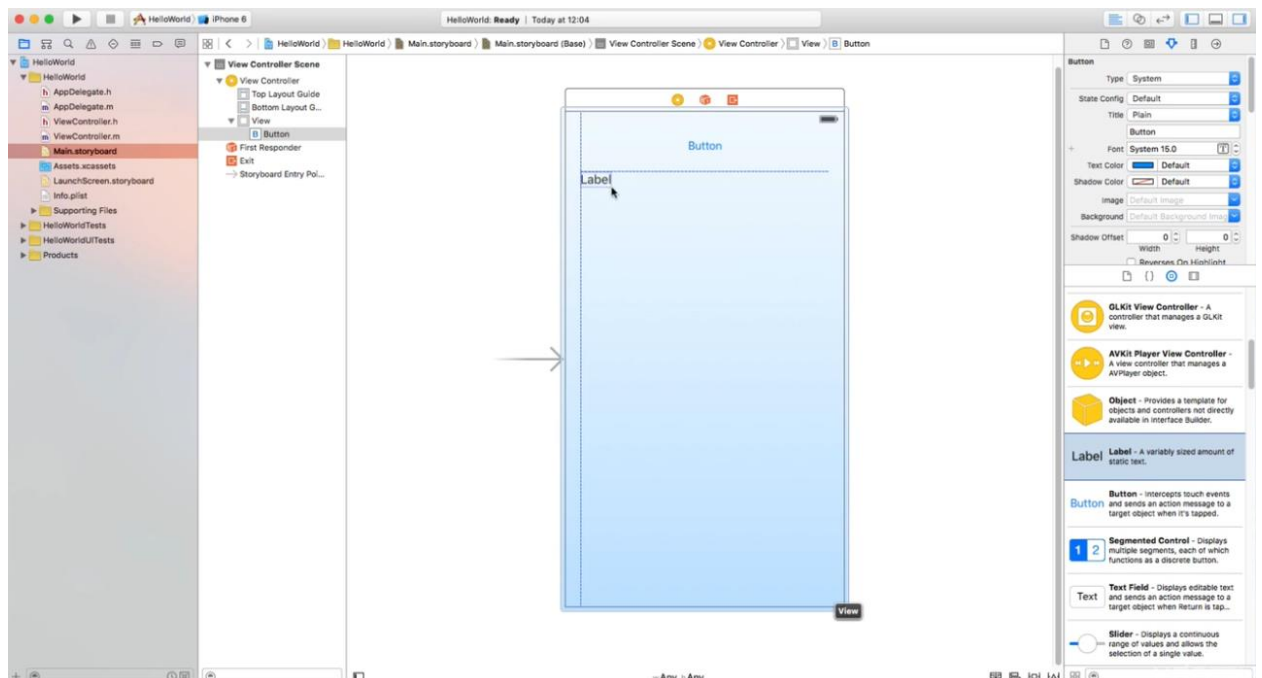 HelloWorld
iPhone 6
HelloWorld: Ready | Today at 12:04
HelloWorld
HelloWorld
Main.storyboard
Main.storyboard (Base)
View Controller Scene
View Controller
View
B Button
HelloWorld
HelloWorld
h AppDelegate.h
m AppDelegate.m
h ViewController.h
m ViewController.m
Main.storyboard
Assets.xcassets
LaunchScreen.storyboard
Info.plist
Supporting Files
HelloWorldTests
HelloWorldUITests
Products
View Controller Scene
View Controller
Top Layout Guide
Bottom Layout G...
View
B Button
First Responder
Exit
Storyboard Entry Poi...
Button
Label
View
Button
Type System
State Config Default
Title Plain
Button
+ Font System 15.0
Text Color Default
Shadow Color Default
Image Default Image
Background Default Background Imag
Shadow Offset 0 0
Width Height
Reverses On Highlight
GLKit View Controller - A
controller that manages a GLKit
view.
AVKit Player View Controller -
A view controller that manages a
AVPlayer object.
Object - Provides a template for
objects and controllers not directly
available in Interface Builder.
Label
Label - A variably sized amount of
static text.
Button
Button - Intercepts touch events
and sends an action message to a
target object when it's tapped.
1 2
Segmented Control - Displays
multiple segments, each of which
functions as a discrete button.
Text
Text Field - Displays editable text
and sends an action message to a
target object when Return is tap...
Slider - Displays a continuous
range of values and allows the
selection of a single value.